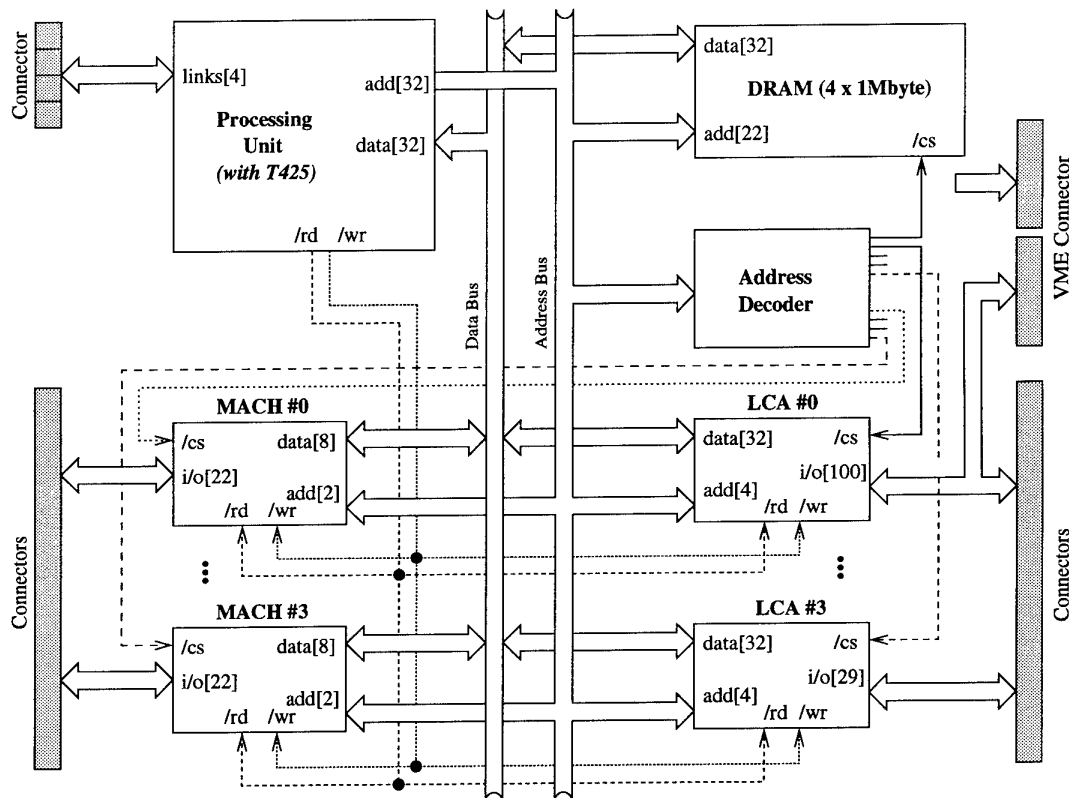 Connector
links[4]
add[32]
Processing
Unit
(with T425)
data[32]
/rd /wr
data[32]
DRAM (4 x 1Mbyte)
add[22]
/cs
VME Connector
Data Bus
Address Bus
Address
Decoder
MACH #0
/cs
data[8]
i/o[22]
add[2]
/rd /wr
LCA #0
data[32]
/cs
i/o[100]
add[4]
/rd /wr
Connectors
Connectors
MACH #3
/cs
data[8]
i/o[22]
add[2]
/rd /wr
LCA #3
data[32]
/cs
i/o[29]
add[4]
/rd /wr